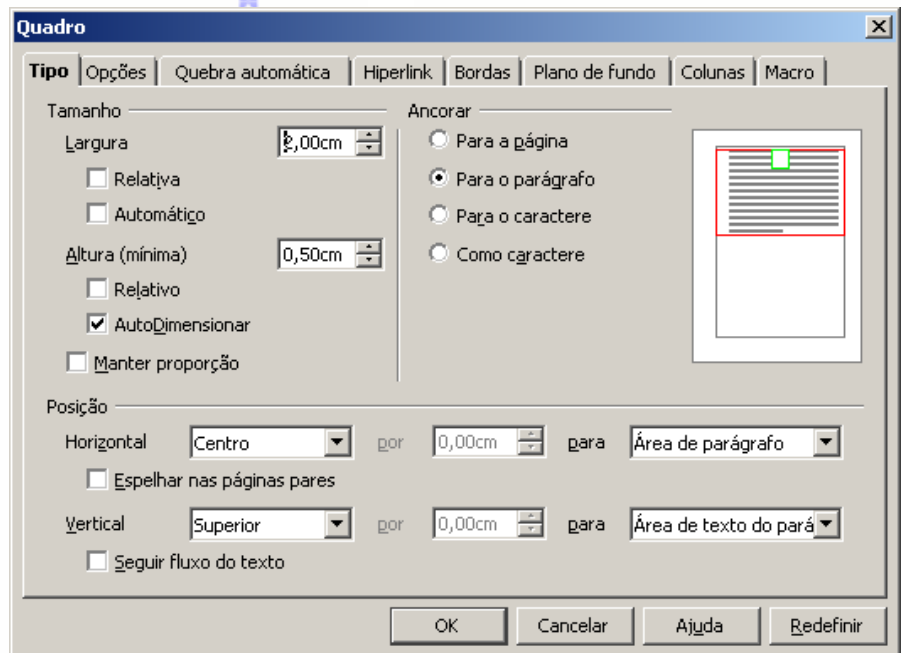 Quadro
Tipo Opções Quebra automática Hiperlink Bordas Plano de fundo Colunas Macro
Tamanho Ancorar
Largura 2,00cm Para a página
Relativa Para o parágrafo
Automático Para o caractere
Altura (mínima) 0,50cm Como caractere
Relativo
AutoDimensionar
Manter proporção
Posição
Horizontal Centro por 0,00cm para Área de parágrafo
Espelhar nas páginas pares
Vertical Superior por 0,00cm para Área de texto do pará
Seguir fluxo do texto
OK Cancelar Ajuda Redefinir